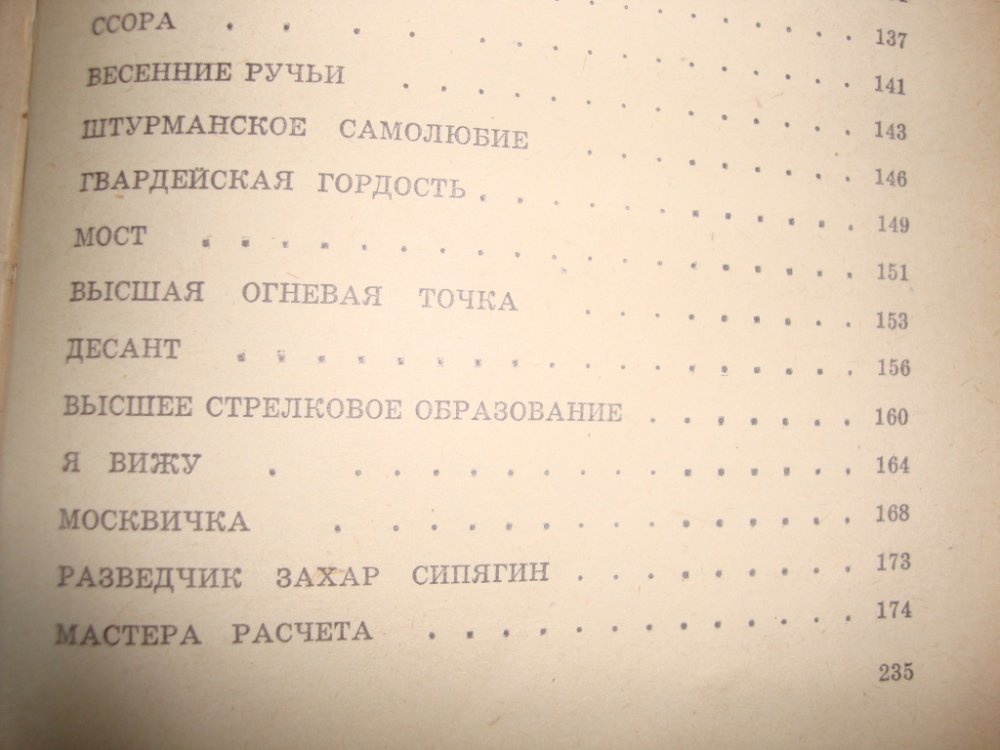 137
ССОРА 141
ВЕСЕННИЕ РУЧЬИ 143
ШТУРМАНСКОЕ САМОЛЮБИЕ 146
ГВАРДЕЙСКАЯ ГОРДОСТЬ 149
МОСТ 151
ВЫСШАЯ ОГНЕВАЯ ТОЧКА 153
ДЕСАНТ 156
ВЫСШЕЕ СТРЕЛКОВОЕ ОБРАЗОВАНИЕ 160
Я ВИЖУ 164
МОСКВИЧКА 168
РАЗВЕДЧИК ЗАХАР СИПЯГИН 173
МАСТЕРА РАСЧЕТА 174
235